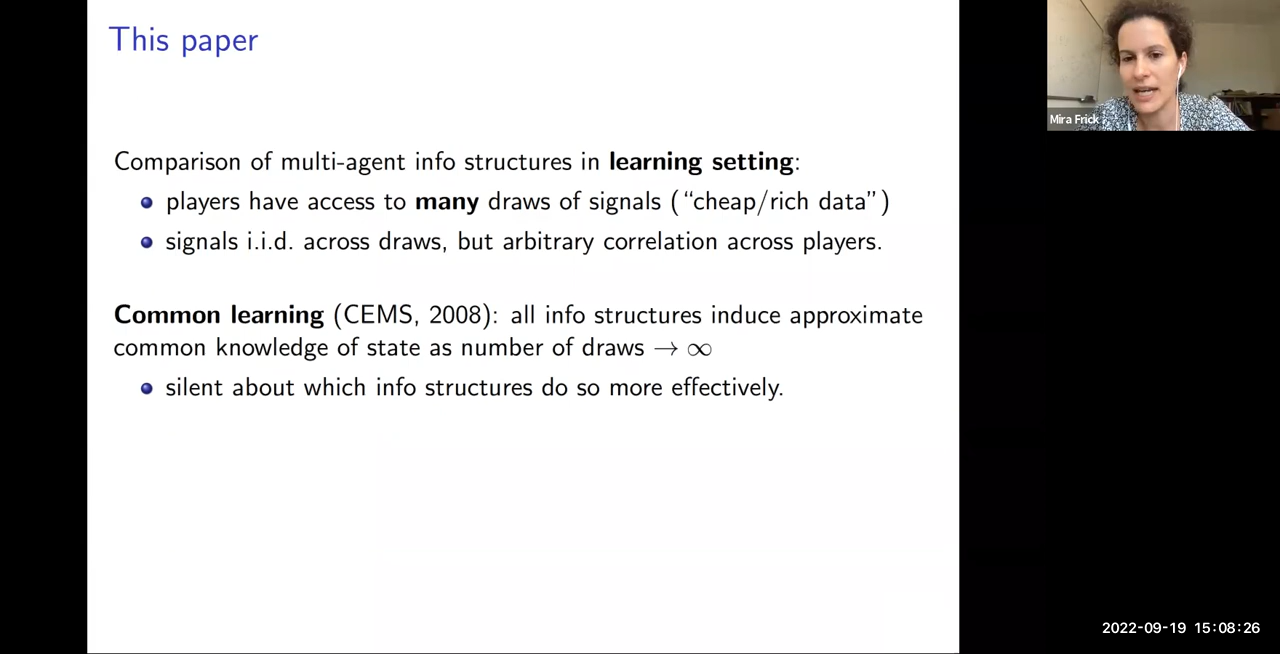 This paper
Comparison of multi-agent info structures in learning setting:
players have access to many draws of signals (“cheap/rich data”)
signals i.i.d. across draws, but arbitrary correlation across players.
Common learning (CEMS, 2008): all info structures induce approximate
common knowledge of state as number of draws → ∞
silent about which info structures do so more effectively.
Mira Frick
2022-09-19 15:08:26